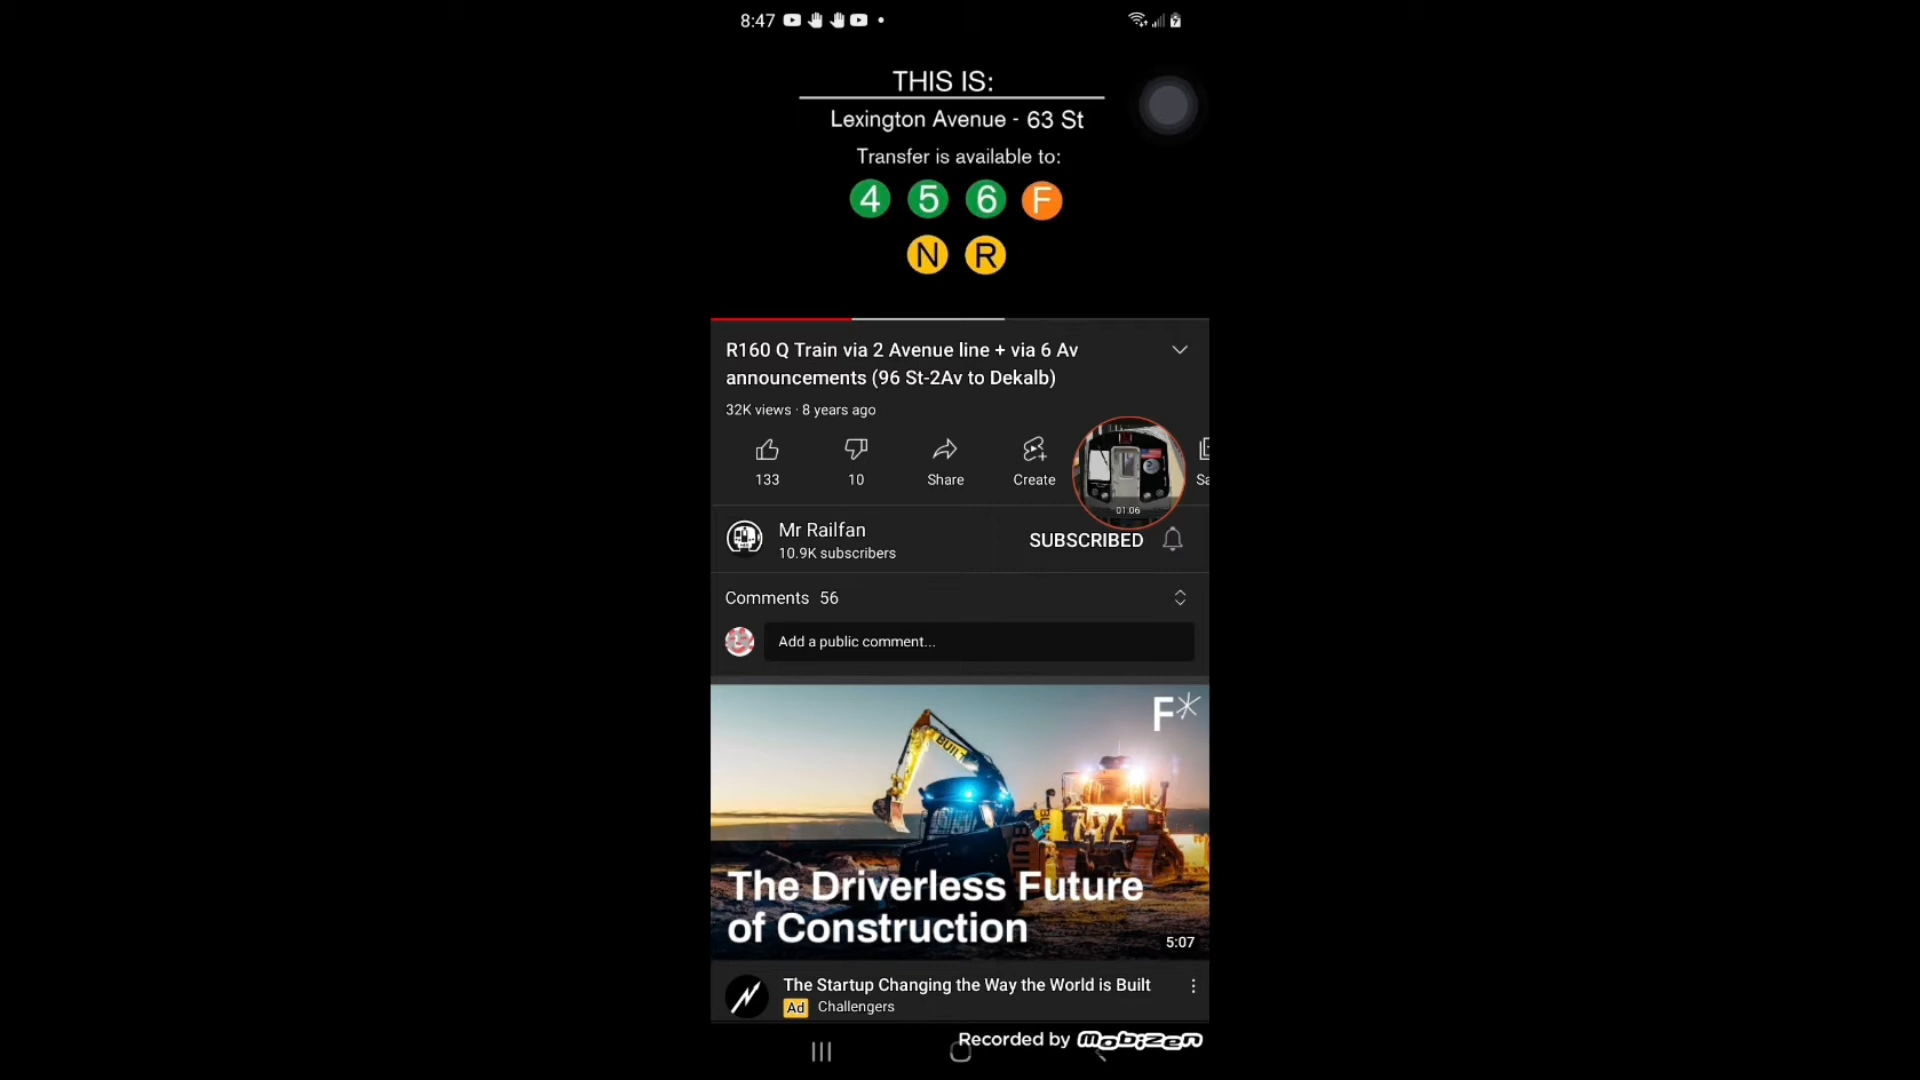 8:47
THIS IS:
Lexington Avenue - 63 St
Transfer is available to:
4 5 6 F
N R
R160 Q Train via 2 Avenue line + via 6 Av
announcements (96 St-2Av to Dekalb)
32K views · 8 years ago
133
10
Share
Create
Sa
01:06
Mr Railfan
10.9K subscribers
SUBSCRIBED
Comments 56
Add a public comment...
F*
BUILT
BUILT
The Driverless Future
of Construction
5:07
The Startup Changing the Way the World is Built
Ad Challengers
Recorded by Mobizen